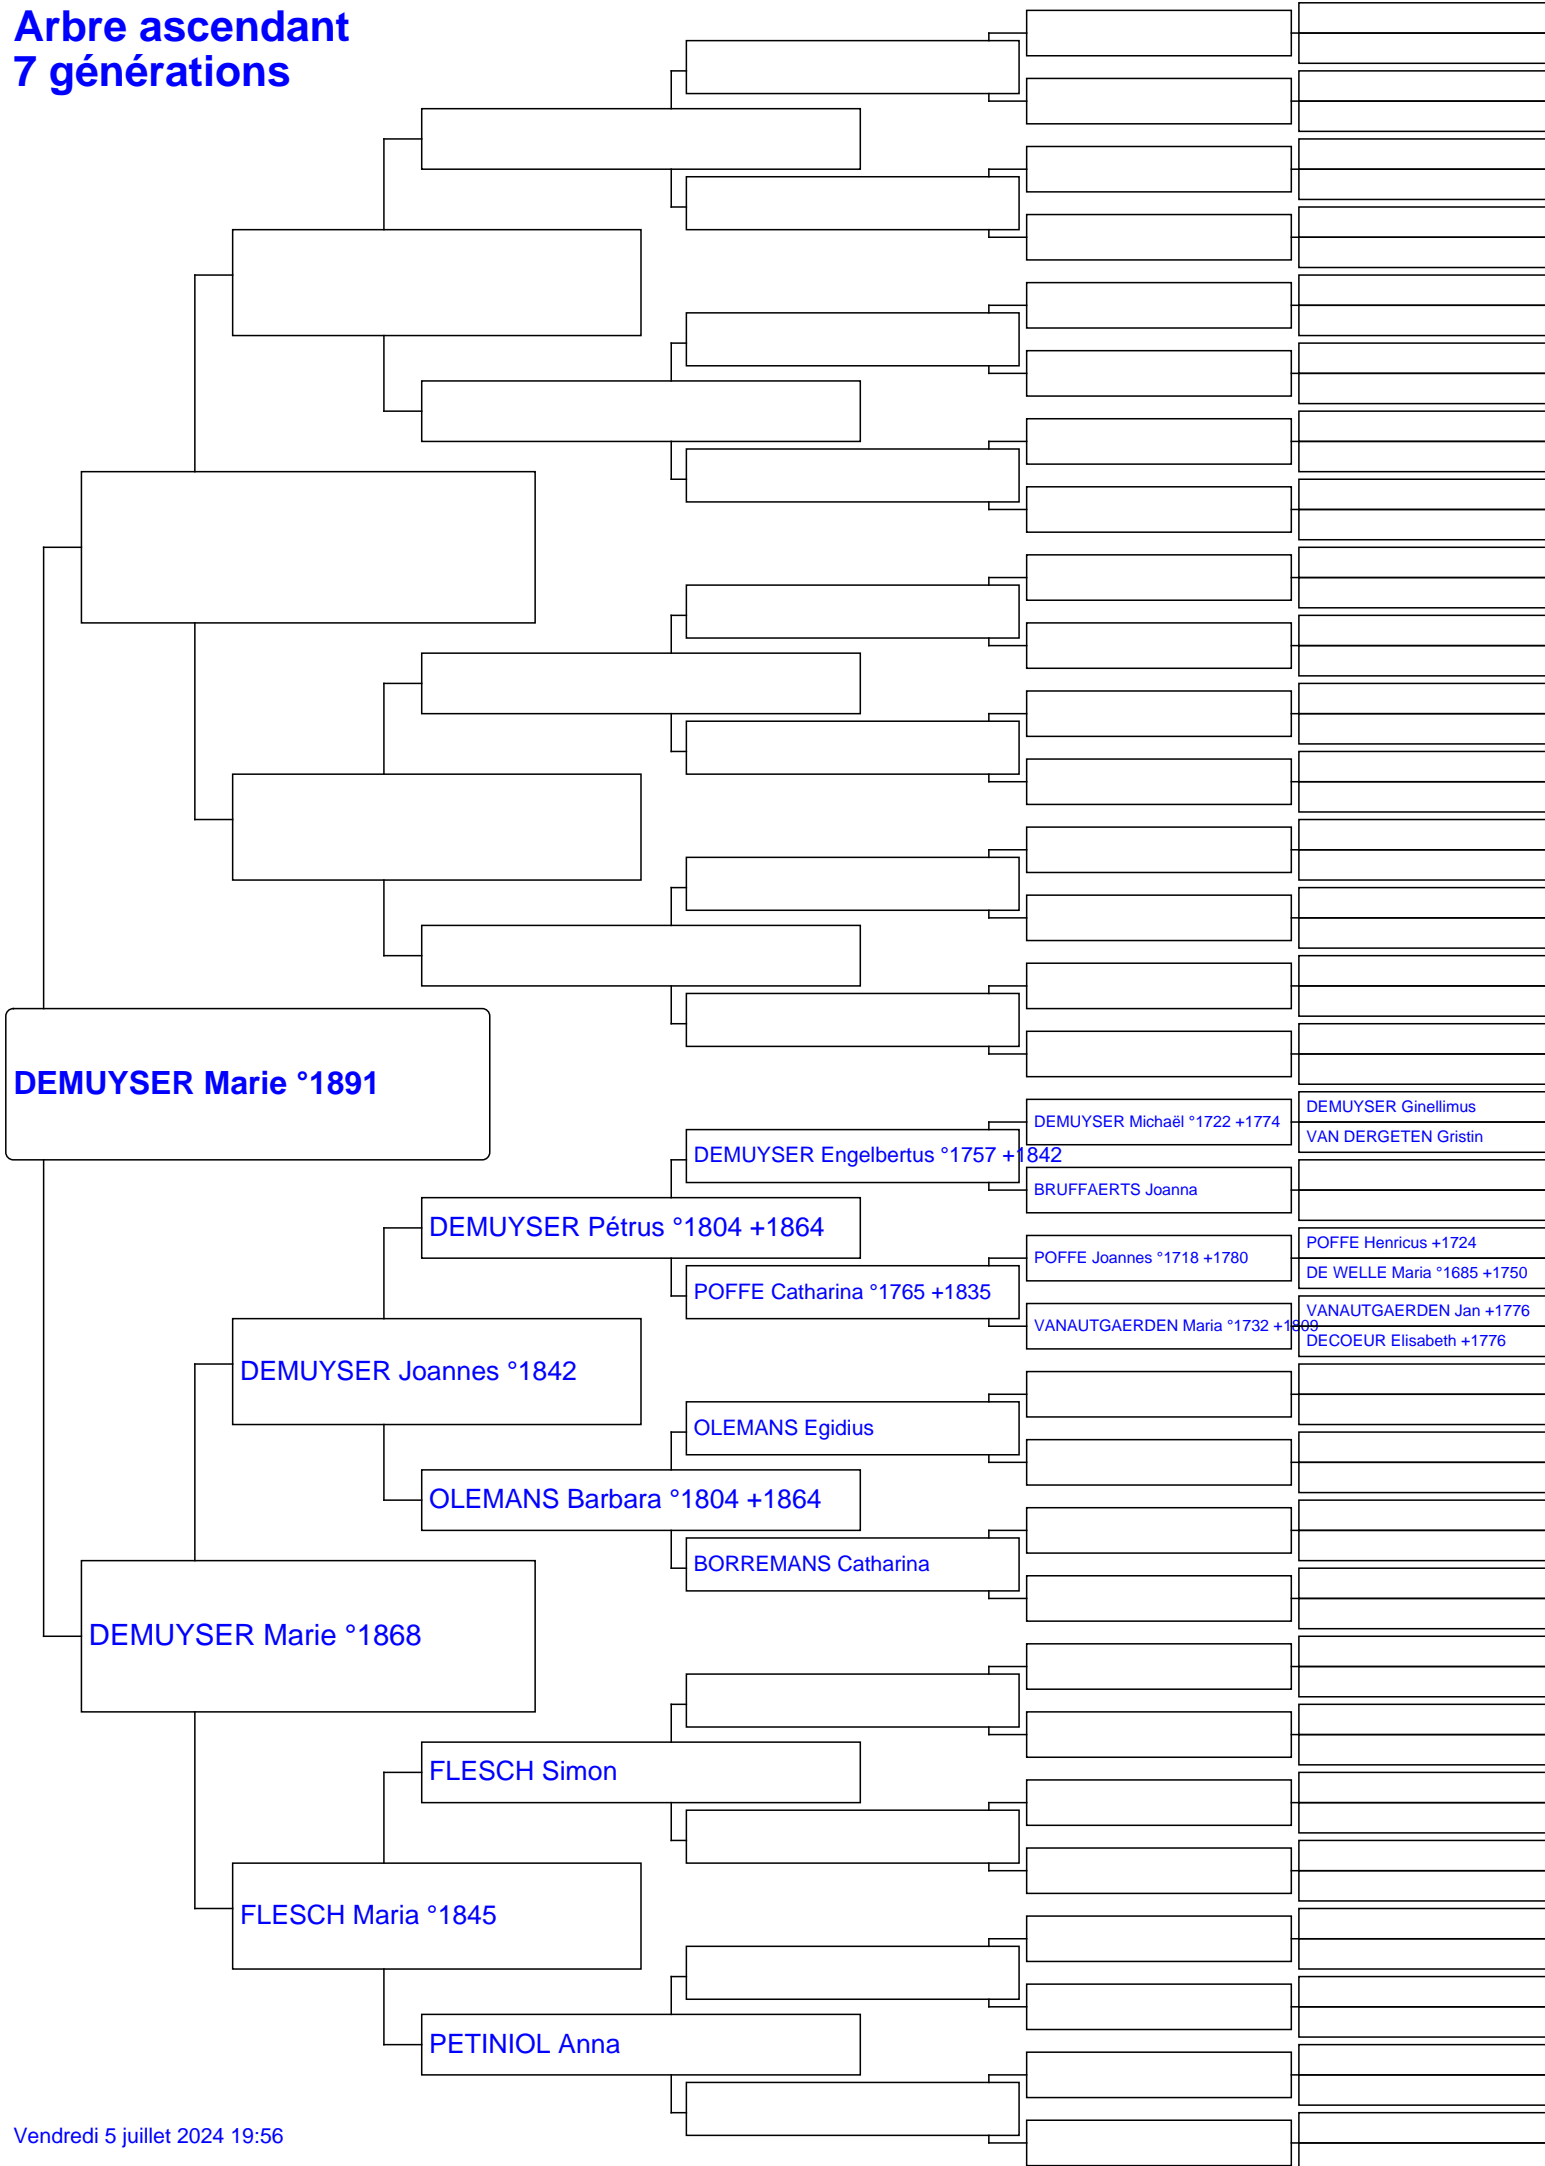 Arbre ascendant
7 générations
DEMUYSER Marie °1891
DEMUYSER Michaël °1722 +1774
DEMUYSER Ginellimus
VAN DERGETEN Gristin
DEMUYSER Engelbertus °1757 +1842
BRUFFAERTS Joanna
DEMUYSER Pétrus °1804 +1864
POFFE Joannes °1718 +1780
POFFE Henricus +1724
DE WELLE Maria °1685 +1750
POFFE Catharina °1765 +1835
VANAUTGAERDEN Maria °1732 +1809
VANAUTGAERDEN Jan +1776
DECOEUR Elisabeth +1776
DEMUYSER Joannes °1842
OLEMANS Egidius
OLEMANS Barbara °1804 +1864
BORREMANS Catharina
DEMUYSER Marie °1868
FLESCH Simon
FLESCH Maria °1845
PETINIOL Anna
Vendredi 5 juillet 2024 19:56